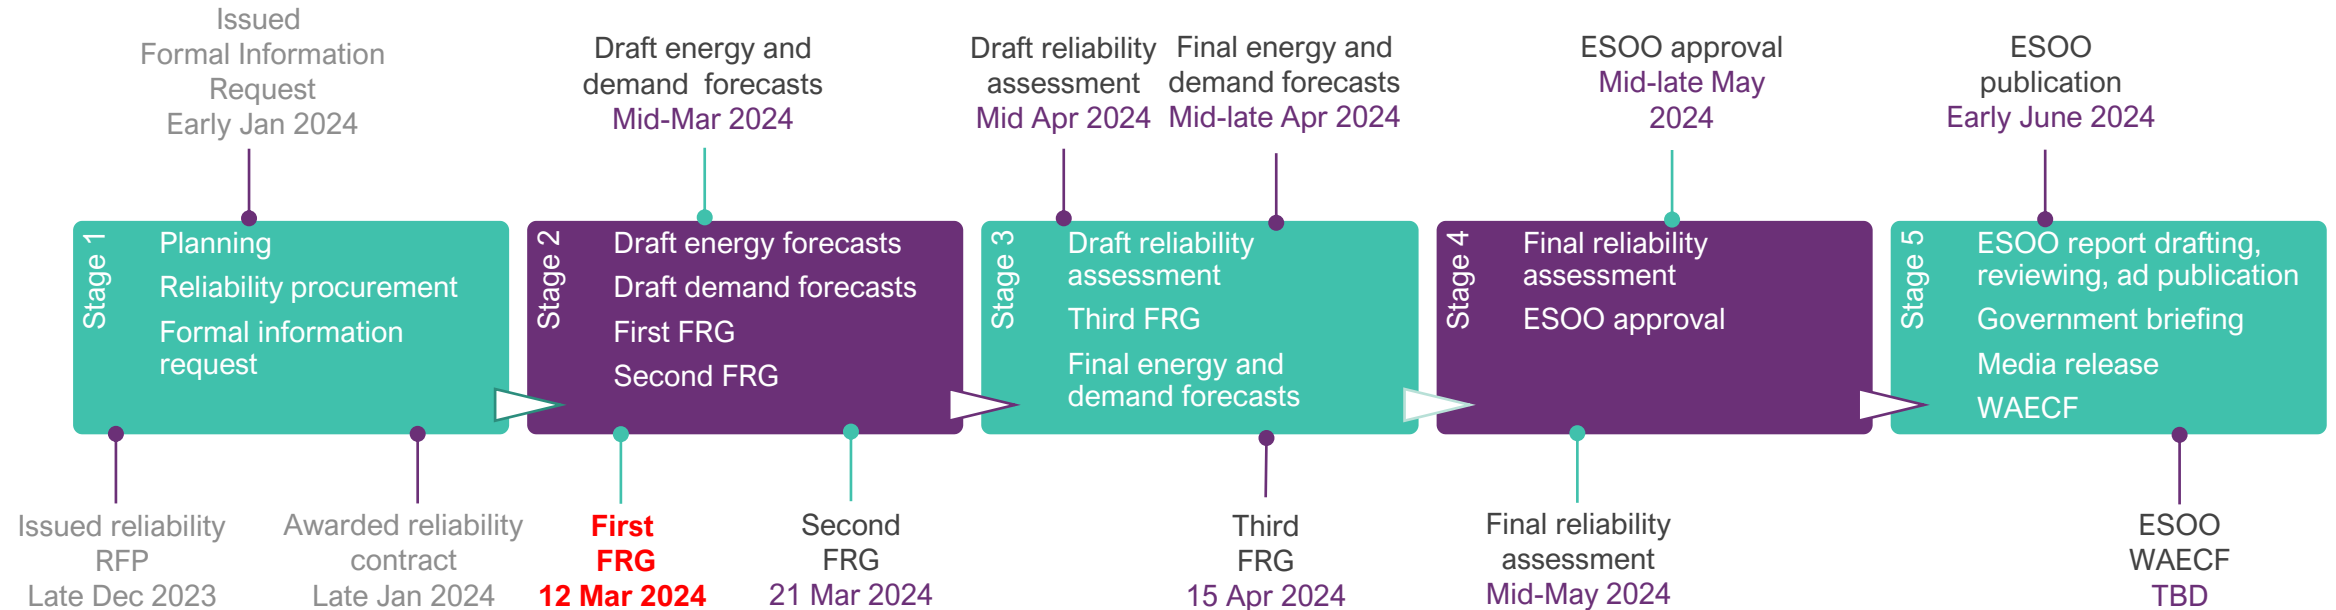 Issued
Formal Information
Request
Early Jan 2024
Draft energy and
demand forecasts
Mid-Mar 2024
Draft reliability
assessment
Mid Apr 2024
Final energy and
demand forecasts
Mid-late Apr 2024
ESOO approval
Mid-late May
2024
ESOO
publication
Early June 2024
Stage 1
Planning
Reliability procurement
Formal information
request
Stage 2
Draft energy forecasts
Draft demand forecasts
First FRG
Second FRG
Stage 3
Draft reliability
assessment
Third FRG
Final energy and
demand forecasts
Stage 4
Final reliability
assessment
ESOO approval
Stage 5
ESOO report drafting,
reviewing, ad publication
Government briefing
Media release
WAECF
Issued reliability
RFP
Late Dec 2023
Awarded reliability
contract
Late Jan 2024
First
FRG
12 Mar 2024
Second
FRG
21 Mar 2024
Third
FRG
15 Apr 2024
Final reliability
assessment
Mid-May 2024
ESOO
WAECF
TBD